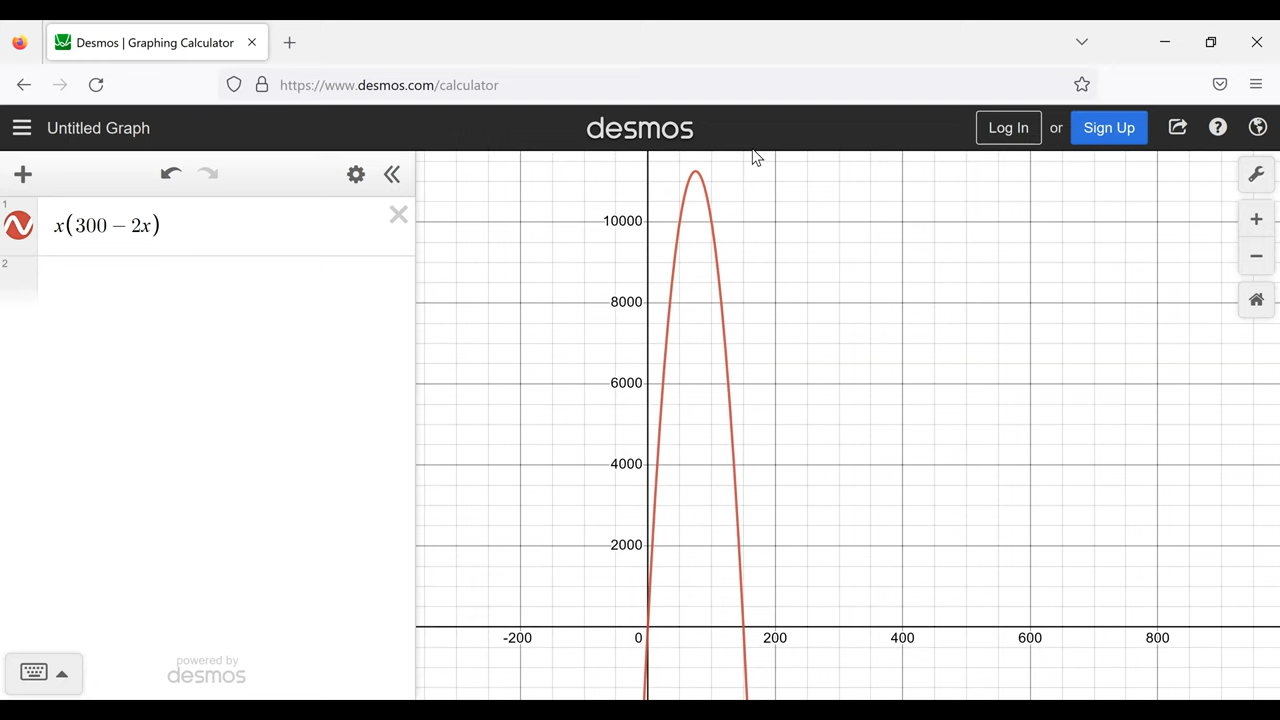 Desmos | Graphing Calculator
https://www.desmos.com/calculator
Untitled Graph
desmos
Log In or Sign Up
1
x(300 − 2x)
2
10000
8000
6000
4000
2000
-200 0 200 400 600 800
powered by
desmos